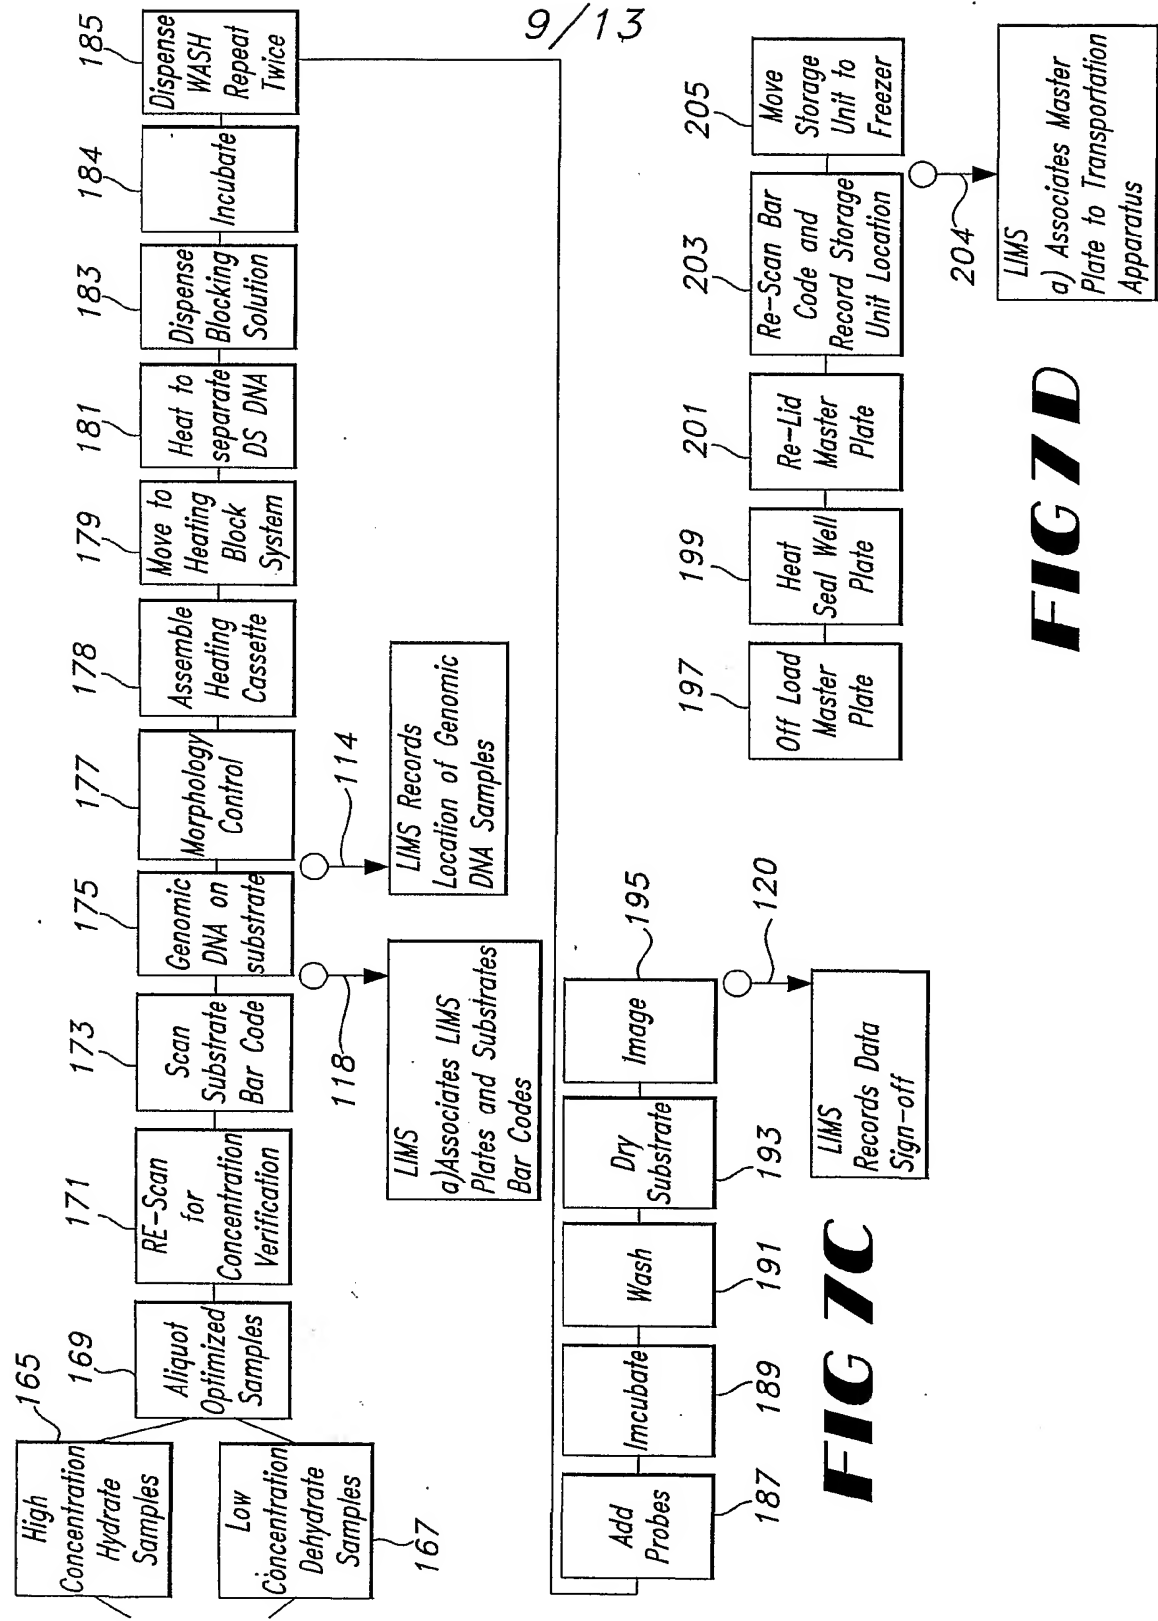 9/13
165
High
Concentration
Hydrate
Samples
Low
Concentration
Dehydrate
Samples
167
169
Aliquot
Optimized
Samples
171
RE-Scan
for
Concentration
Verification
173
Scan
Substrate
Bar Code
175
Genomic
DNA on
substrate
177
Morphology
Control
178
Assemble
Heating
Cassette
179
Move to
Heating
Block
System
181
Heat to
separate
DS DNA
183
Dispense
Blocking
Solution
184
Incubate
185
Dispense
WASH
Repeat
Twice
118
LIMS
a)Associates LIMS
Plates and Substrates
Bar Codes
114
LIMS Records
Location of Genomic
DNA Samples
Add
Probes
187
Imcubate
189
Wash
191
Dry
Substrate
193
Image
195
120
LIMS
Records Data
Sign-off
FIG 7C
197
Off Load
Master
Plate
199
Heat
Seal Well
Plate
201
Re-Lid
Master
Plate
203
Re-Scan Bar
Code and
Record Storage
Unit Location
205
Move
Storage
Unit to
Freezer
204
LIMS
a) Associates Master
Plate to Transportation
Apparatus
FIG 7D